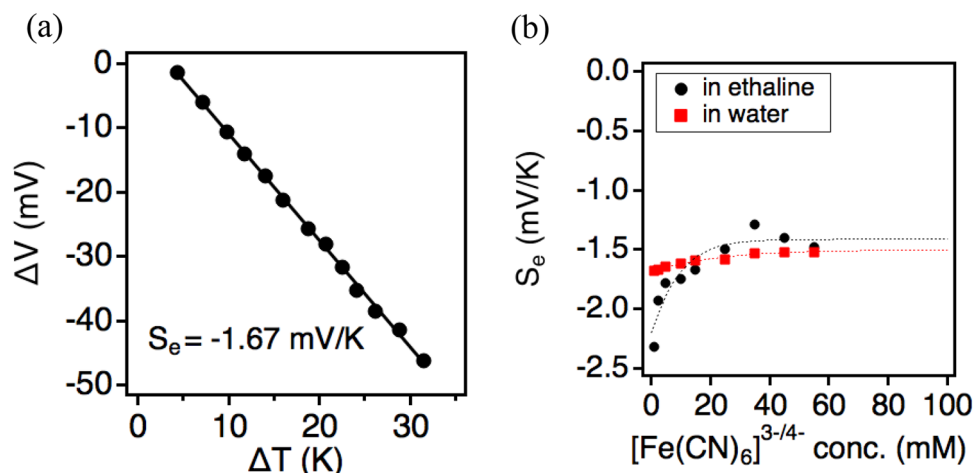 (a)
0
-10
-20
-30
-40
-50
ΔV (mV)
Sₑ= -1.67 mV/K
0 10 20 30
ΔT (K)
(b)
0.0
-0.5
-1.0
-1.5
-2.0
-2.5
Sₑ (mV/K)
in ethaline
in water
0 20 40 60 80 100
[Fe(CN)₆]³⁻/⁴⁻ conc. (mM)